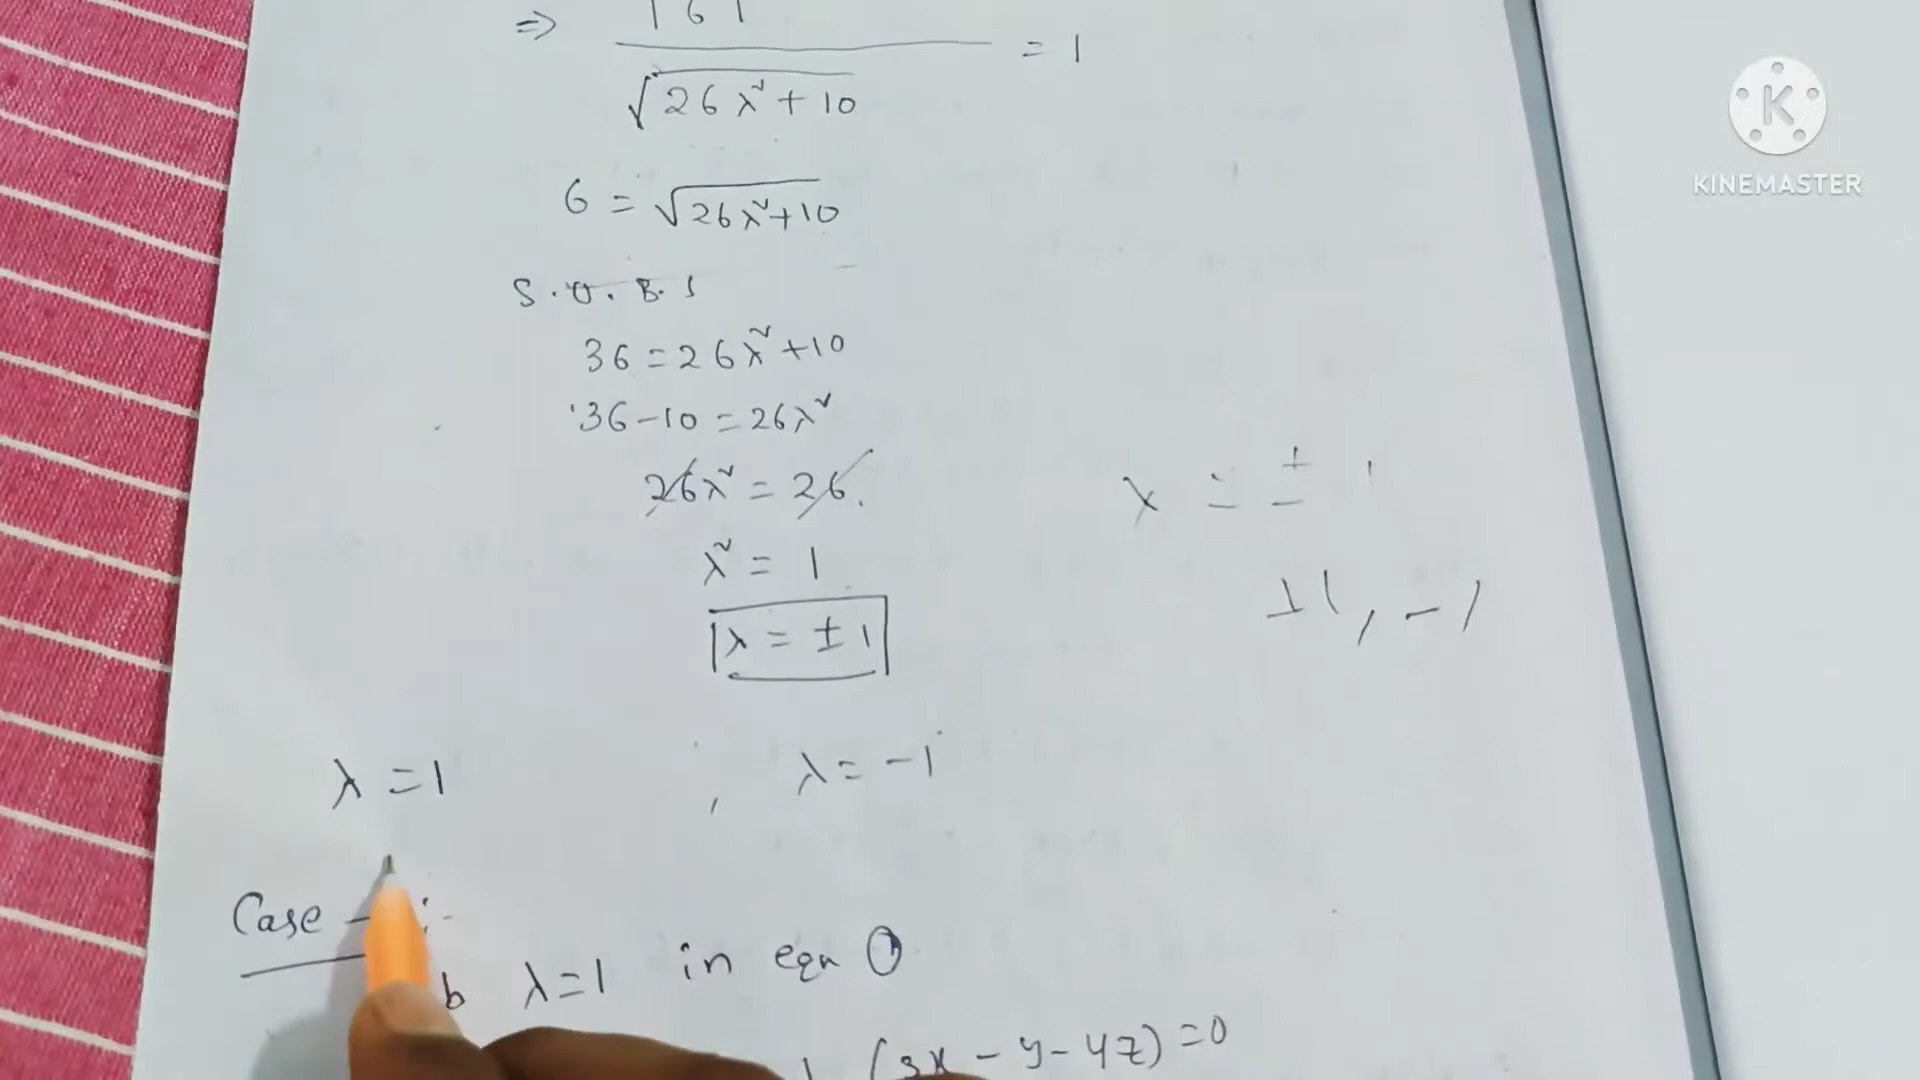 ⇒ |6| / √26λ²+10 = 1
6 = √26λ²+10
S.O.B.S
36 = 26λ²+10
36-10 = 26λ²
26λ² = 26.
λ² = 1
λ = ±1
λ = ± 1
+1, -1
λ = 1 , λ = -1
Case - :-
b λ=1 in eqn ①
(3x - y - 4z) = 0
K
KINEMASTER